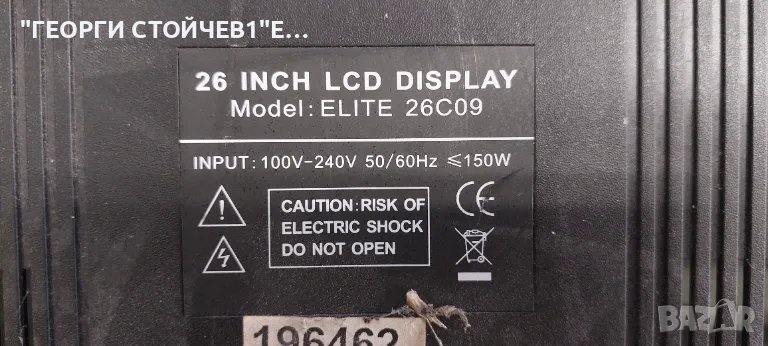 "ГЕОРГИ СТОЙЧЕВ1"Е...
26 INCH LCD DISPLAY
Model: ELITE 26C09
INPUT: 100V-240V 50/60Hz ≤150W
CAUTION:RISK OF
ELECTRIC SHOCK
DO NOT OPEN
CE
196462
bazar